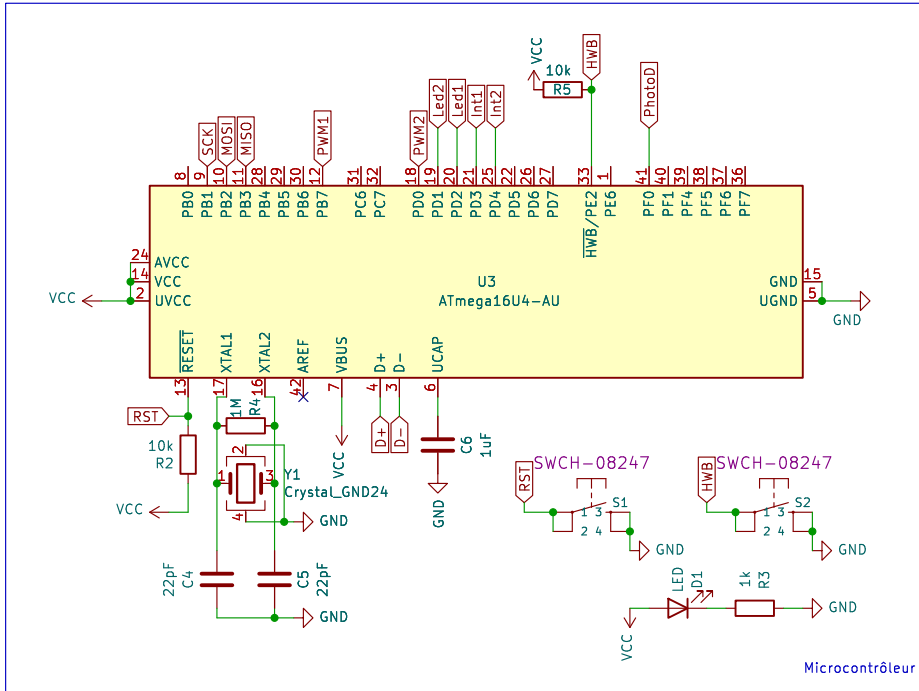 VCC
10k
R5
HWB
PhotoD
Led2
Led1
Int1
Int2
SCK
MOSI
MISO
PWM1
PWM2
8
9
10
11
28
29
30
12
31
32
18
19
20
21
25
22
26
27
33
1
41
40
39
38
37
36
PB0
PB1
PB2
PB3
PB4
PB5
PB6
PB7
PC6
PC7
PD0
PD1
PD2
PD3
PD4
PD5
PD6
PD7
HWB/PE2
PE6
PF0
PF1
PF4
PF5
PF6
PF7
24 AVCC
14 VCC
2 UVCC
VCC
U3
ATmega16U4-AU
GND 15
UGND 5
GND
RESET
XTAL1
XTAL2
AREF
VBUS
D+
D-
UCAP
13
17
16
42
7
4
3
6
RST
1M
R4
10k
R2
VCC
D+
D-
VCC
C6
1uF
GND
2
1
3
4
Y1
Crystal_GND24
GND
22pF
C4
C5
22pF
GND
SWCH-08247
RST
S1
1 3
2 4
GND
SWCH-08247
HWB
S2
1 3
2 4
GND
LED
D1
1k
R3
VCC
GND
Microcontrôleur